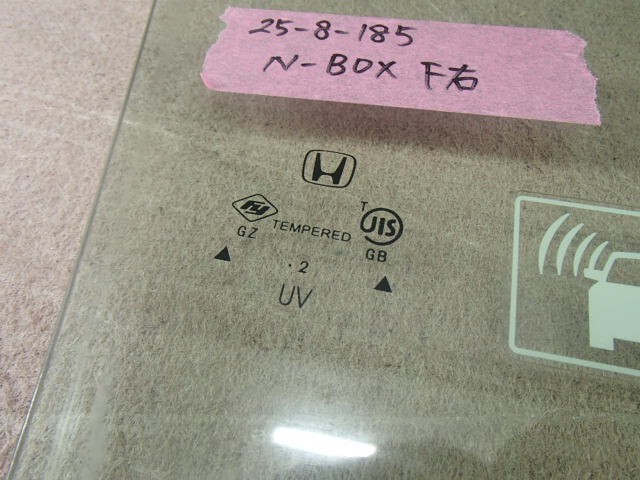 25-8-185
N-BOX F右
H
T
TEMPERED
JIS
GZ
GB
·2
UV